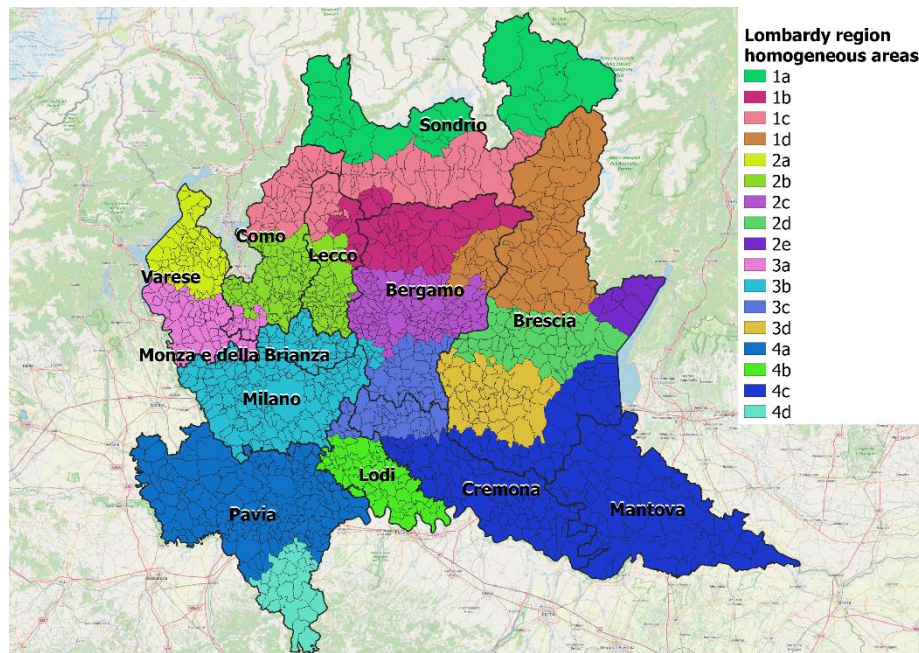 Lombardy region
homogeneous areas
1a
1b
1c
1d
2a
2b
2c
2d
2e
3a
3b
3c
3d
4a
4b
4c
4d
Sondrio
Como
Lecco
Varese
Bergamo
Brescia
Monza e della Brianza
Milano
Lodi
Cremona
Mantova
Pavia